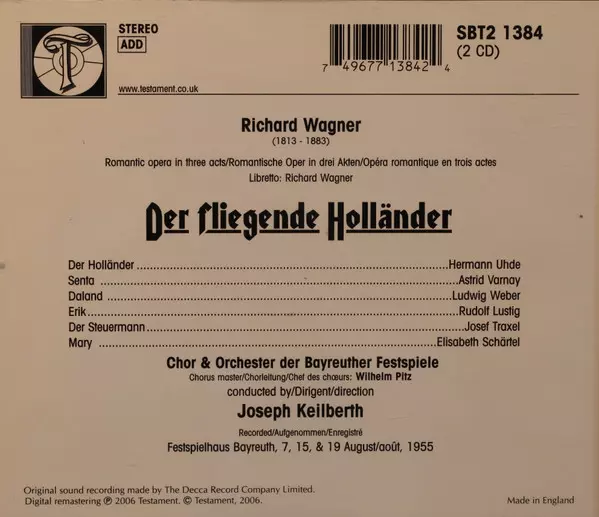 T
STEREO
ADD
www.testament.co.uk
SBT2 1384
(2 CD)
7 49677 13842 4
Richard Wagner
(1813 - 1883)
Romantic opera in three acts/Romantische Oper in drei Akten/Opéra romantique en trois actes
Libretto: Richard Wagner
Der fliegende Holländer
Der Holländer ........ Hermann Uhde
Senta ........ Astrid Varnay
Daland ........ Ludwig Weber
Erik ........ Rudolf Lustig
Der Steuermann ........ Josef Traxel
Mary ........ Elisabeth Schärtel
Chor & Orchester der Bayreuther Festspiele
Chorus master/Chorleitung/Chef des chœurs: Wilhelm Pitz
conducted by/Dirigent/direction
Joseph Keilberth
Recorded/Aufgenommen/Enregistré
Festspielhaus Bayreuth, 7, 15, & 19 August/août, 1955
Original sound recording made by The Decca Record Company Limited.
Digital remastering ℗ 2006 Testament. © Testament, 2006.
Made in England